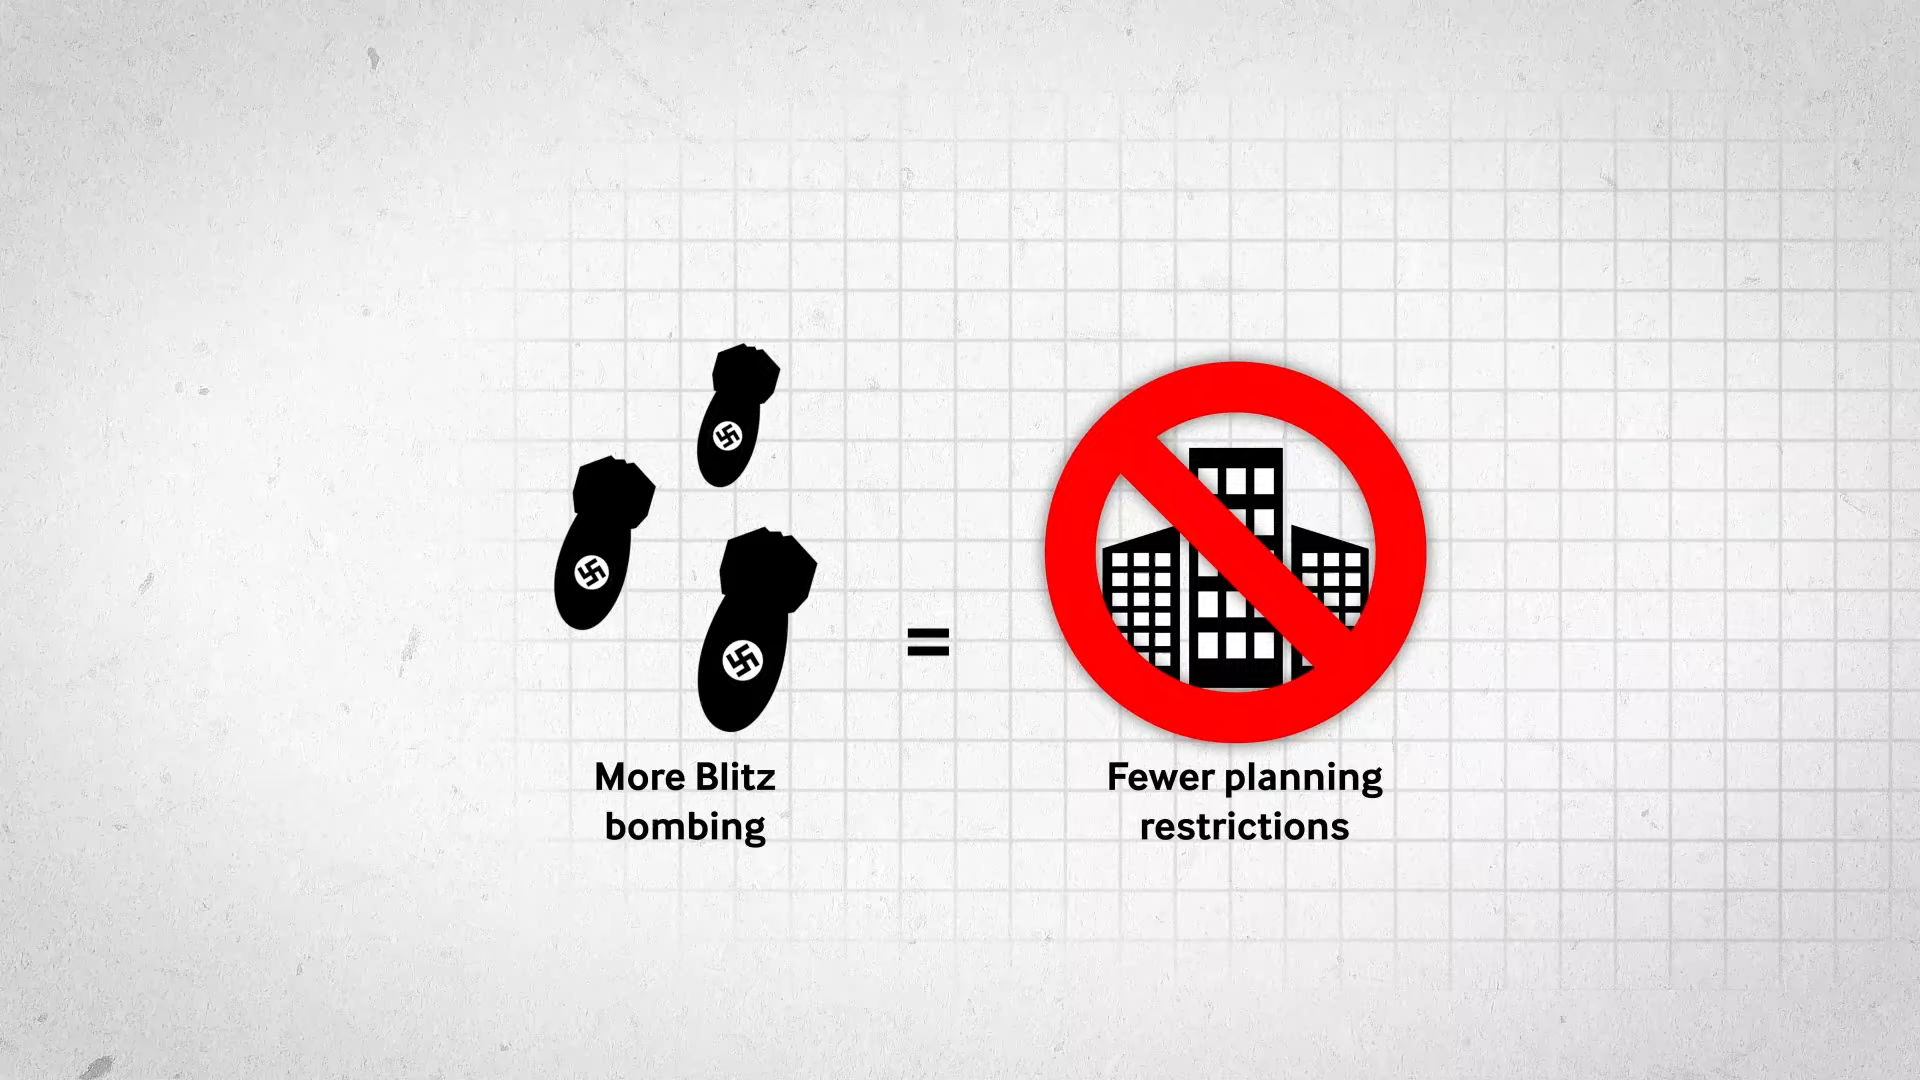 More Blitz
bombing
=
Fewer planning
restrictions